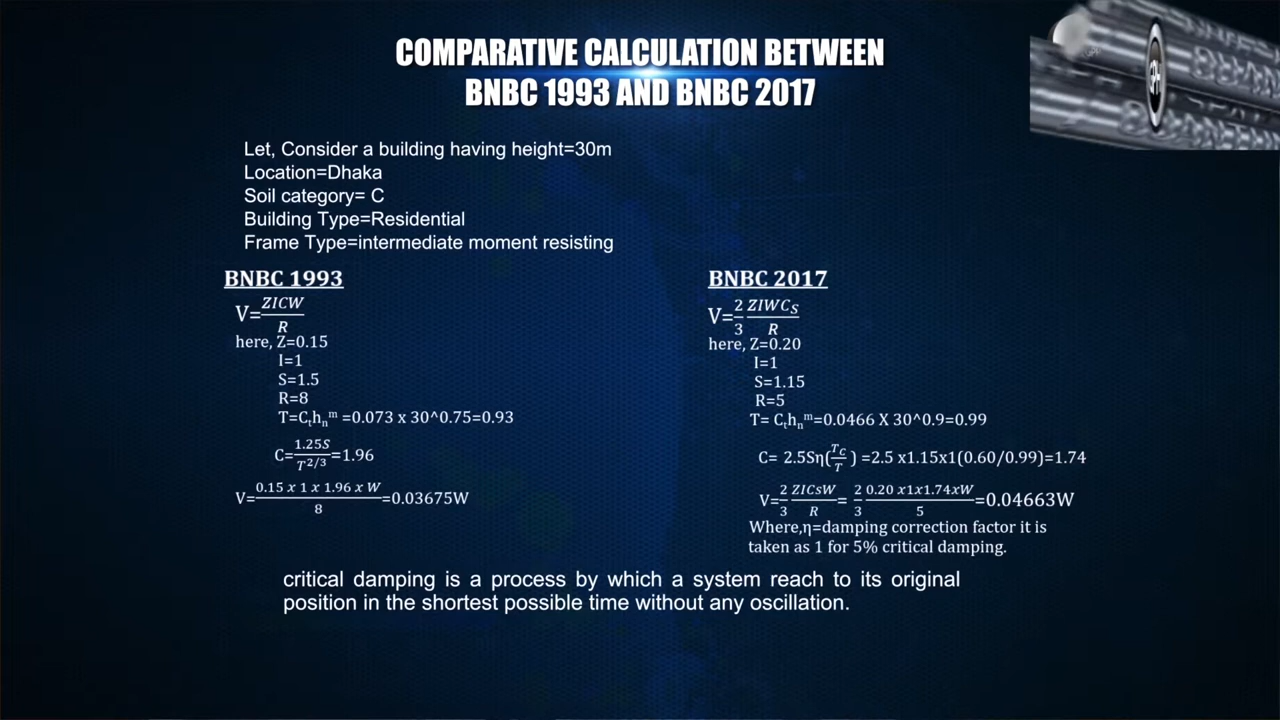 COMPARATIVE CALCULATION BETWEEN
BNBC 1993 AND BNBC 2017
Let, Consider a building having height=30m
Location=Dhaka
Soil category= C
Building Type=Residential
Frame Type=intermediate moment resisting
BNBC 1993
V=ZICW/R
here, Z=0.15
I=1
S=1.5
R=8
T=Cₜhₙᵐ =0.073 x 30^0.75=0.93
C=1.25S/T^2/3=1.96
V=0.15 x 1 x 1.96 x W/8=0.03675W
BNBC 2017
V=2/3 ZIWCs/R
here, Z=0.20
I=1
S=1.15
R=5
T= Cₜhₙᵐ=0.0466 X 30^0.9=0.99
C= 2.5Sη(Tc/T) =2.5 x1.15x1(0.60/0.99)=1.74
V=2/3 ZICsW/R= 2/3 0.20 x1x1.74xW/5=0.04663W
Where,η=damping correction factor it is
taken as 1 for 5% critical damping.
critical damping is a process by which a system reach to its original
position in the shortest possible time without any oscillation.